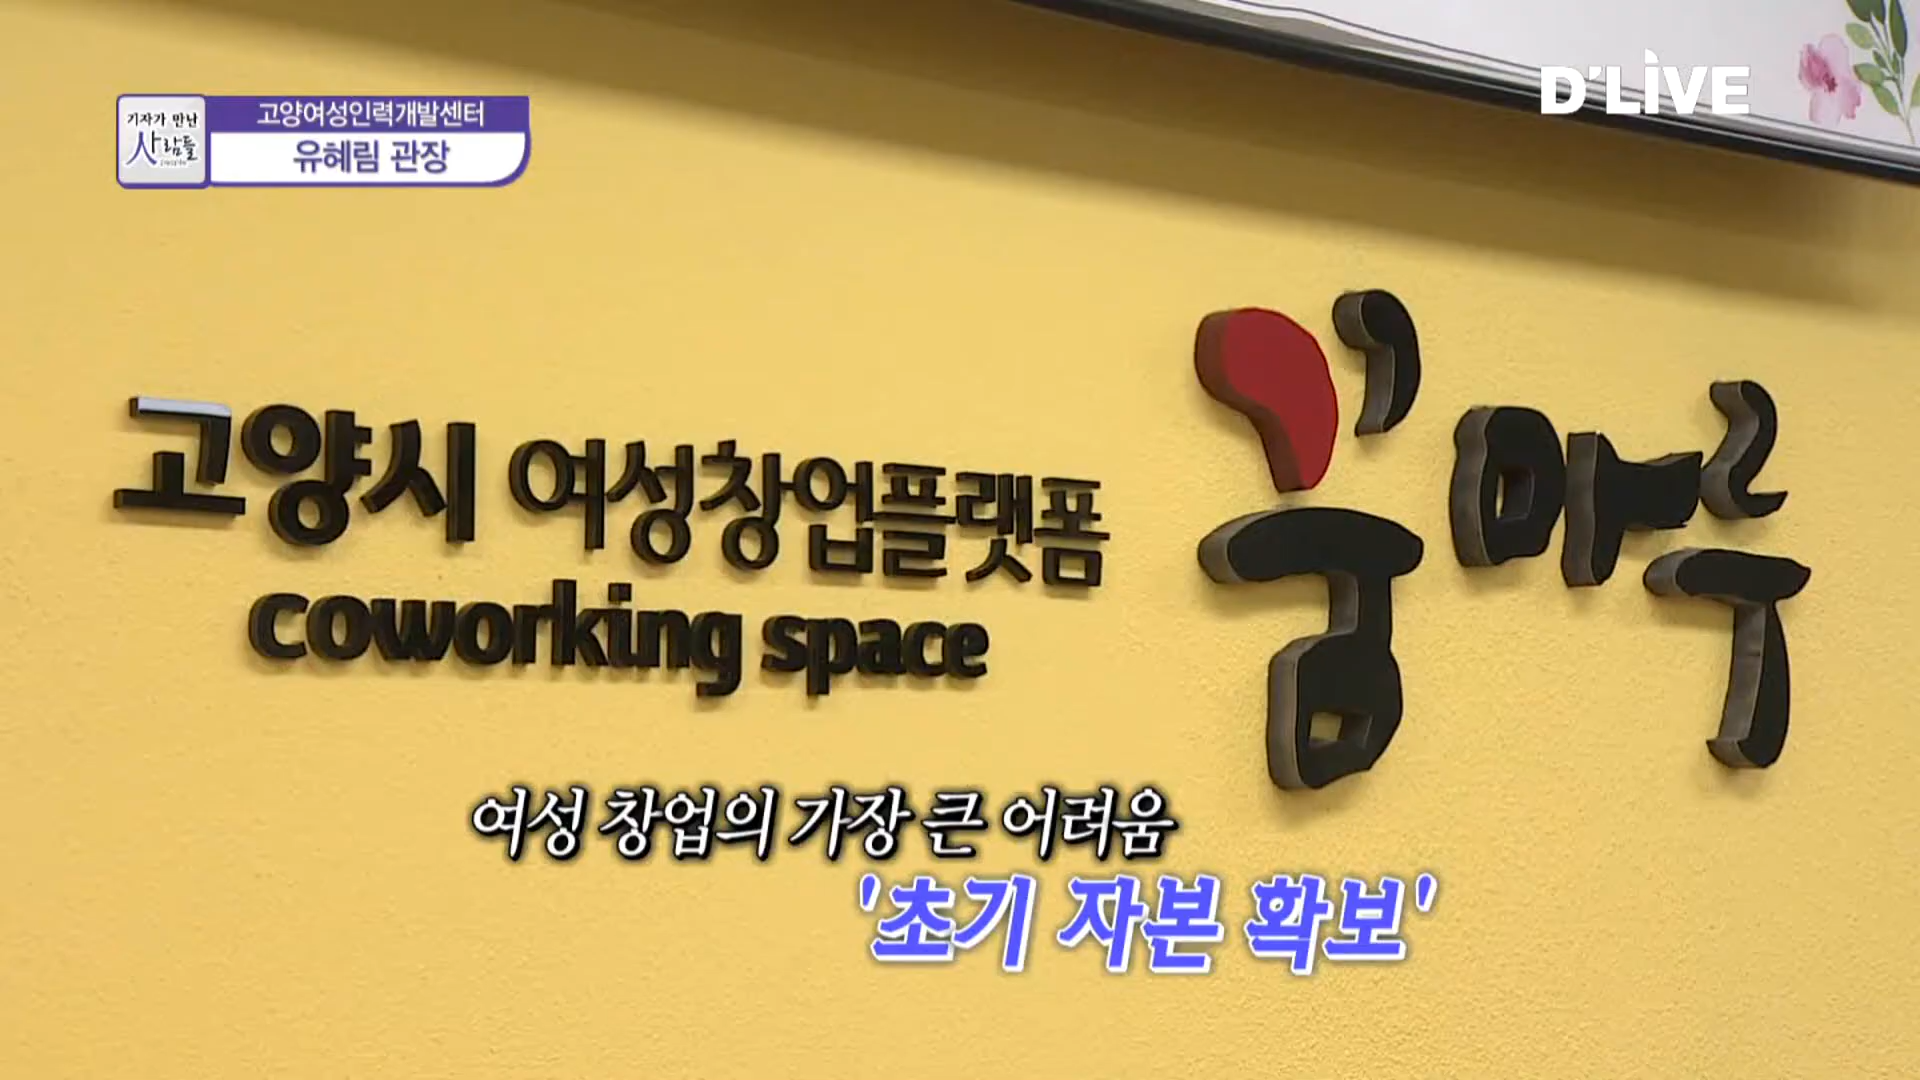 기자가 만난
사람들
고양여성인력개발센터
유혜림 관장
D'LIVE
고양시 여성창업플랫폼
coworking space
꿈마루
여성 창업의 가장 큰 어려움
'초기 자본 확보'